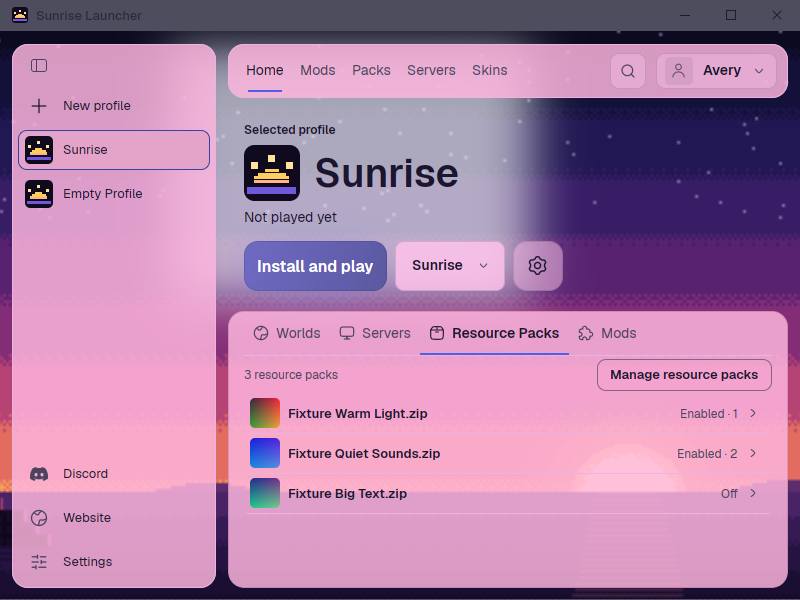 Sunrise Launcher
Home Mods Packs Servers Skins
Avery
New profile
Sunrise
Empty Profile
Discord
Website
Settings
Selected profile
Sunrise
Not played yet
Install and play
Sunrise
Worlds Servers Resource Packs Mods
3 resource packs
Manage resource packs
Fixture Warm Light.zip
Enabled · 1
Fixture Quiet Sounds.zip
Enabled · 2
Fixture Big Text.zip
Off